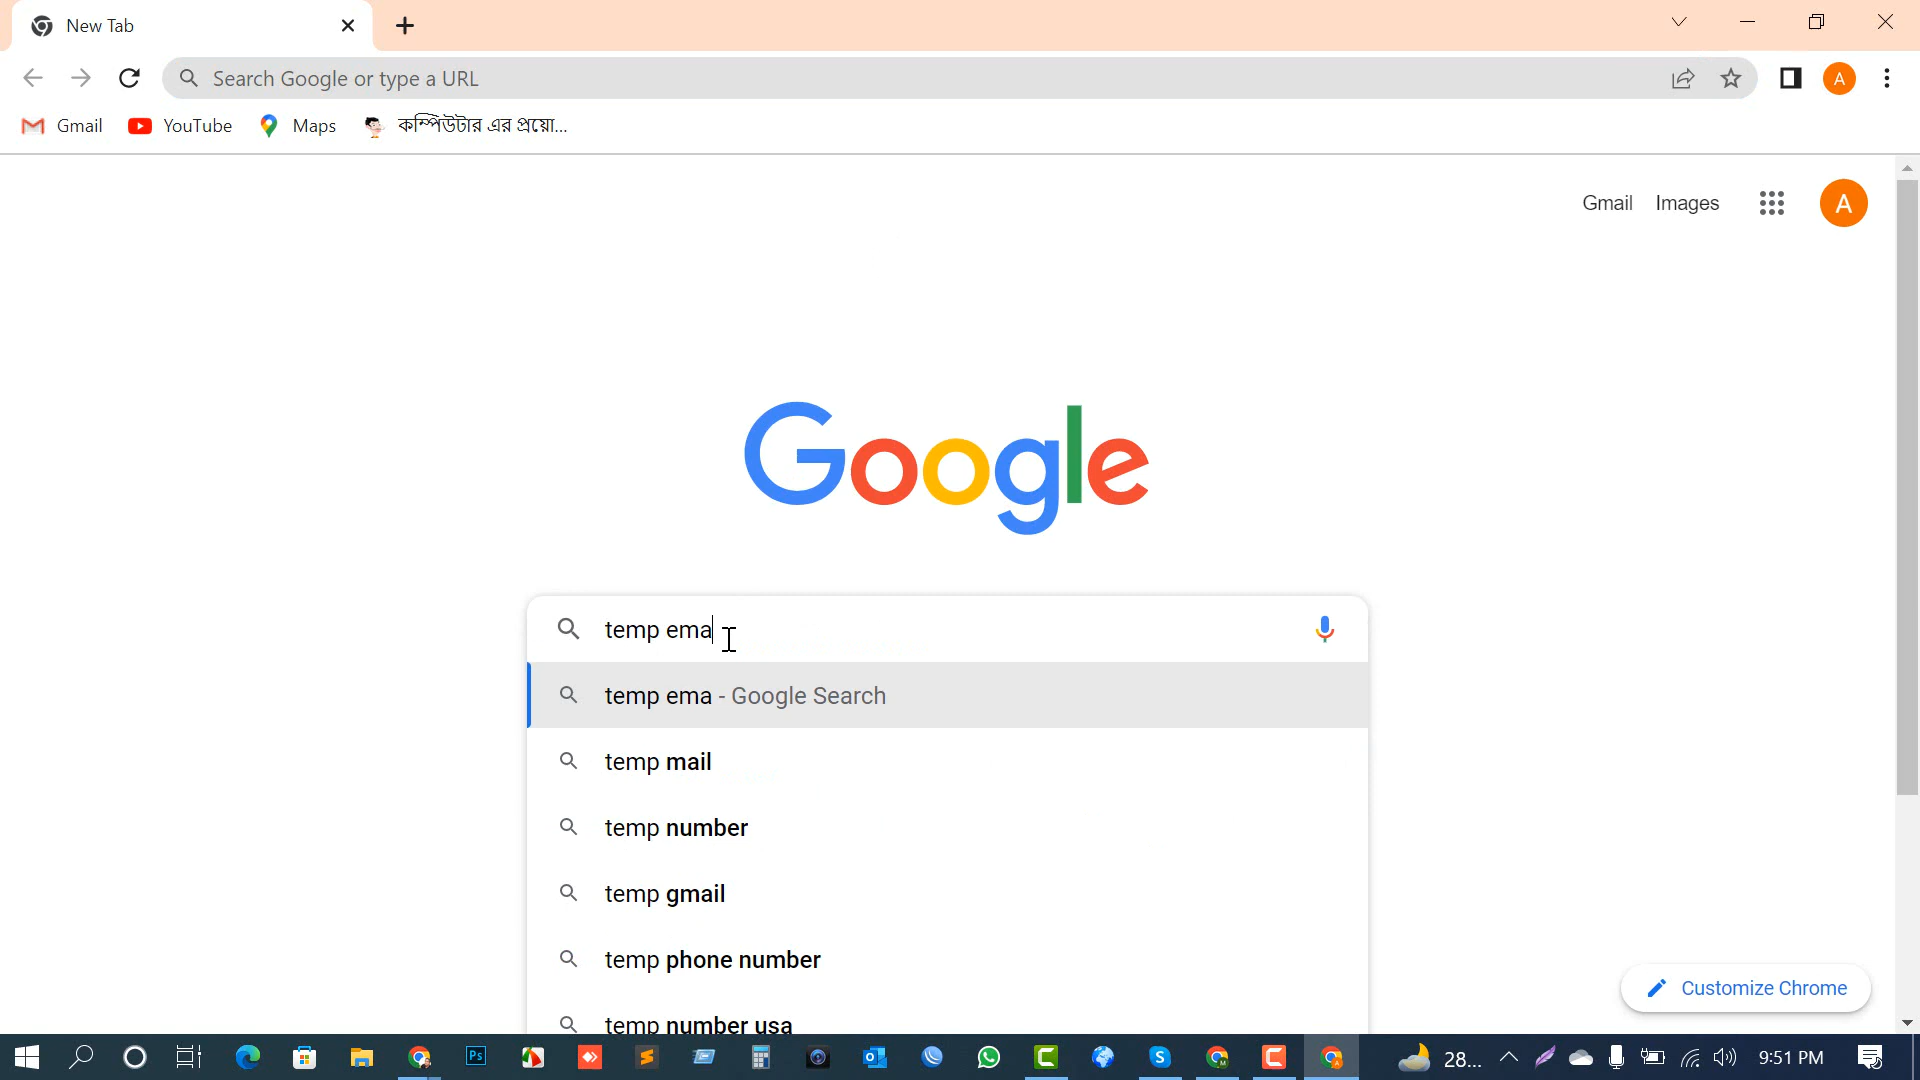 New Tab
Search Google or type a URL
A
Gmail
YouTube
Maps
কম্পিউটার এর প্রয়ো...
Gmail
Images
A
Google
temp ema
temp ema - Google Search
temp mail
temp number
temp gmail
temp phone number
temp number usa
Customize Chrome
Ps
28...
9:51 PM